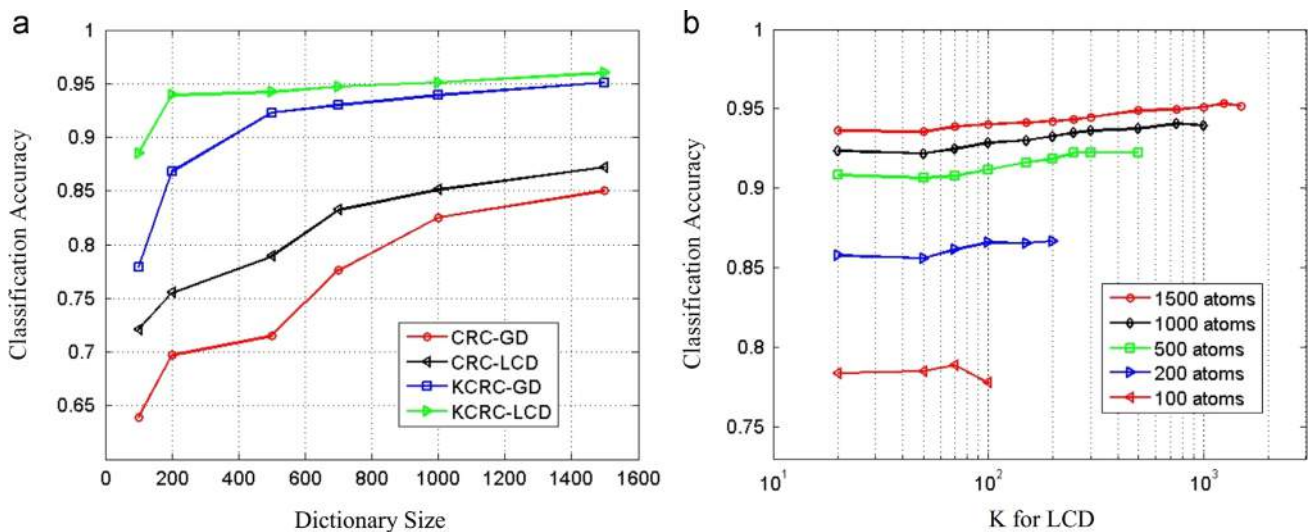 a
1
0.95
0.9
0.85
0.8
0.75
0.7
0.65
Classification Accuracy
0 200 400 600 800 1000 1200 1400 1600
Dictionary Size
CRC-GD
CRC-LCD
KCRC-GD
KCRC-LCD
b
1
0.95
0.9
0.85
0.8
0.75
Classification Accuracy
10¹ 10² 10³
K for LCD
1500 atoms
1000 atoms
500 atoms
200 atoms
100 atoms